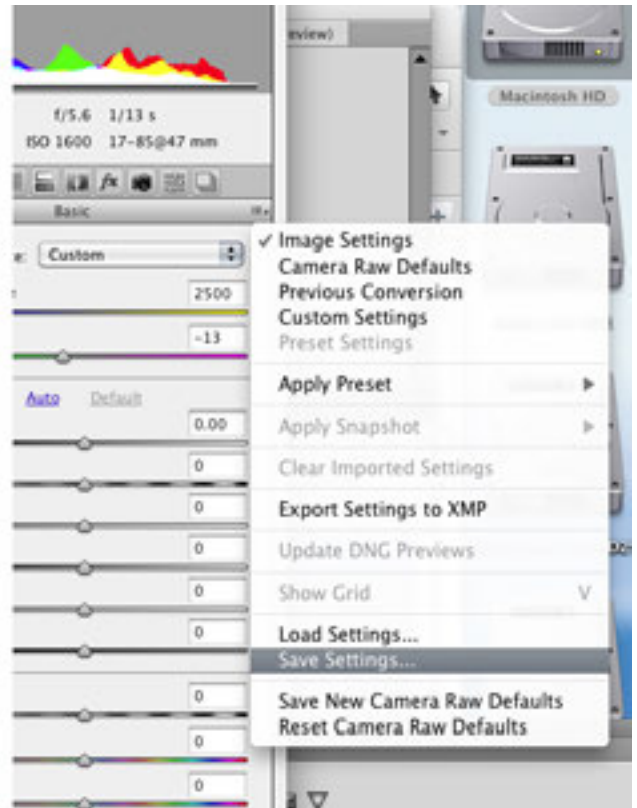 eview)
Macintosh HD
f/5.6 1/13 s
ISO 1600 17-85@47 mm
fx
Basic
e: Custom
2500
-13
Auto Default
0.00
0
0
0
0
0
0
0
0
✓ Image Settings
Camera Raw Defaults
Previous Conversion
Custom Settings
Preset Settings
Apply Preset
Apply Snapshot
Clear Imported Settings
Export Settings to XMP
Update DNG Previews
Show Grid V
Load Settings...
Save Settings...
Save New Camera Raw Defaults
Reset Camera Raw Defaults